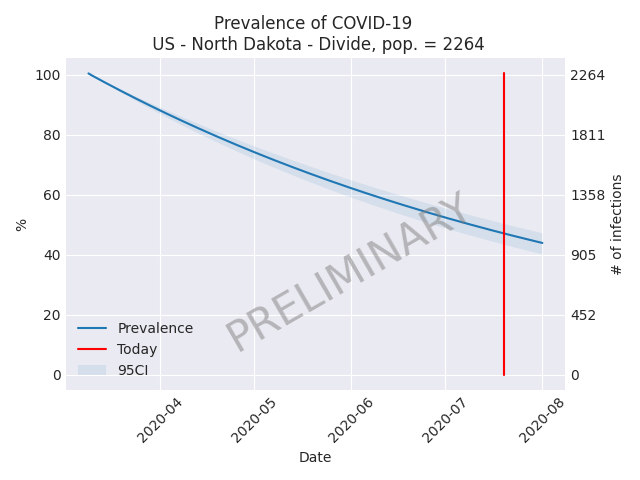 Prevalence of COVID-19
US - North Dakota - Divide, pop. = 2264
100
80
60
40
20
0
%
2264
1811
1358
905
452
0
# of infections
PRELIMINARY
Prevalence
Today
95CI
2020-04
2020-05
2020-06
2020-07
2020-08
Date